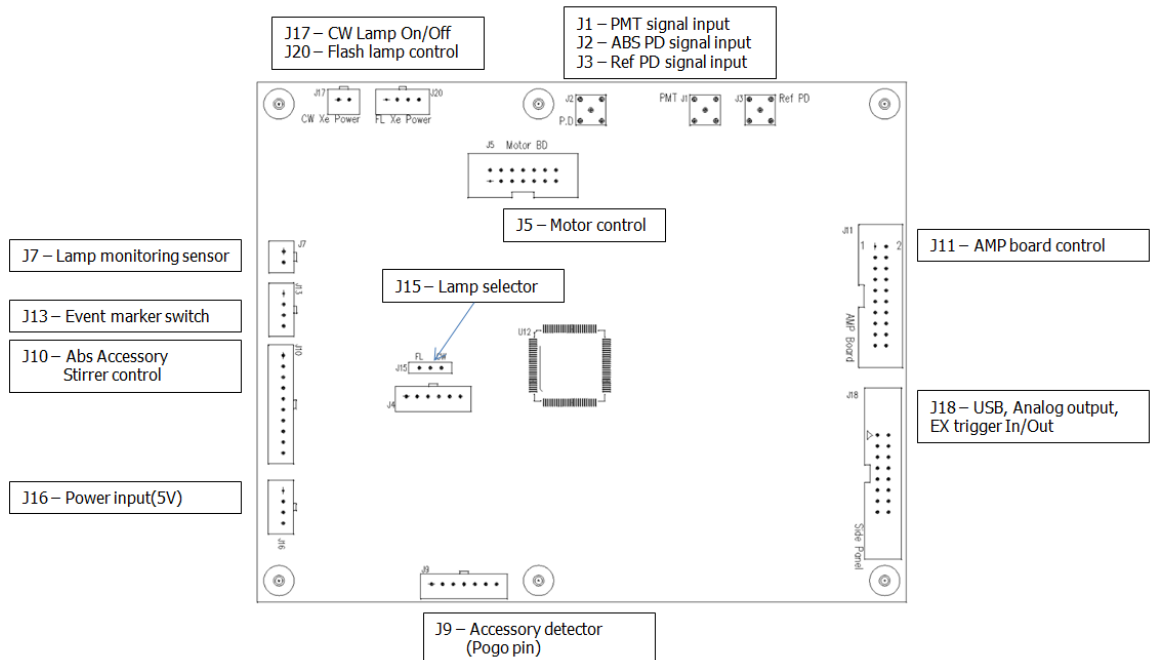 J17 – CW Lamp On/Off
J20 – Flash lamp control
J1 – PMT signal input
J2 – ABS PD signal input
J3 – Ref PD signal input
J17
J20
CW Xe Power
FL Xe Power
J2
P.D
PMT J1
J3
Ref PD
J5 Motor BD
J5 – Motor control
J7 – Lamp monitoring sensor
J7
J11
1
2
AMP Board
J11 – AMP board control
J15 – Lamp selector
J13 – Event marker switch
J13
J10 – Abs Accessory
Stirrer control
J10
FL
CW
J15
J4
U12
J18
J18 – USB, Analog output,
EX trigger In/Out
Side Panel
J16 – Power input(5V)
J16
J9
J9 – Accessory detector
(Pogo pin)